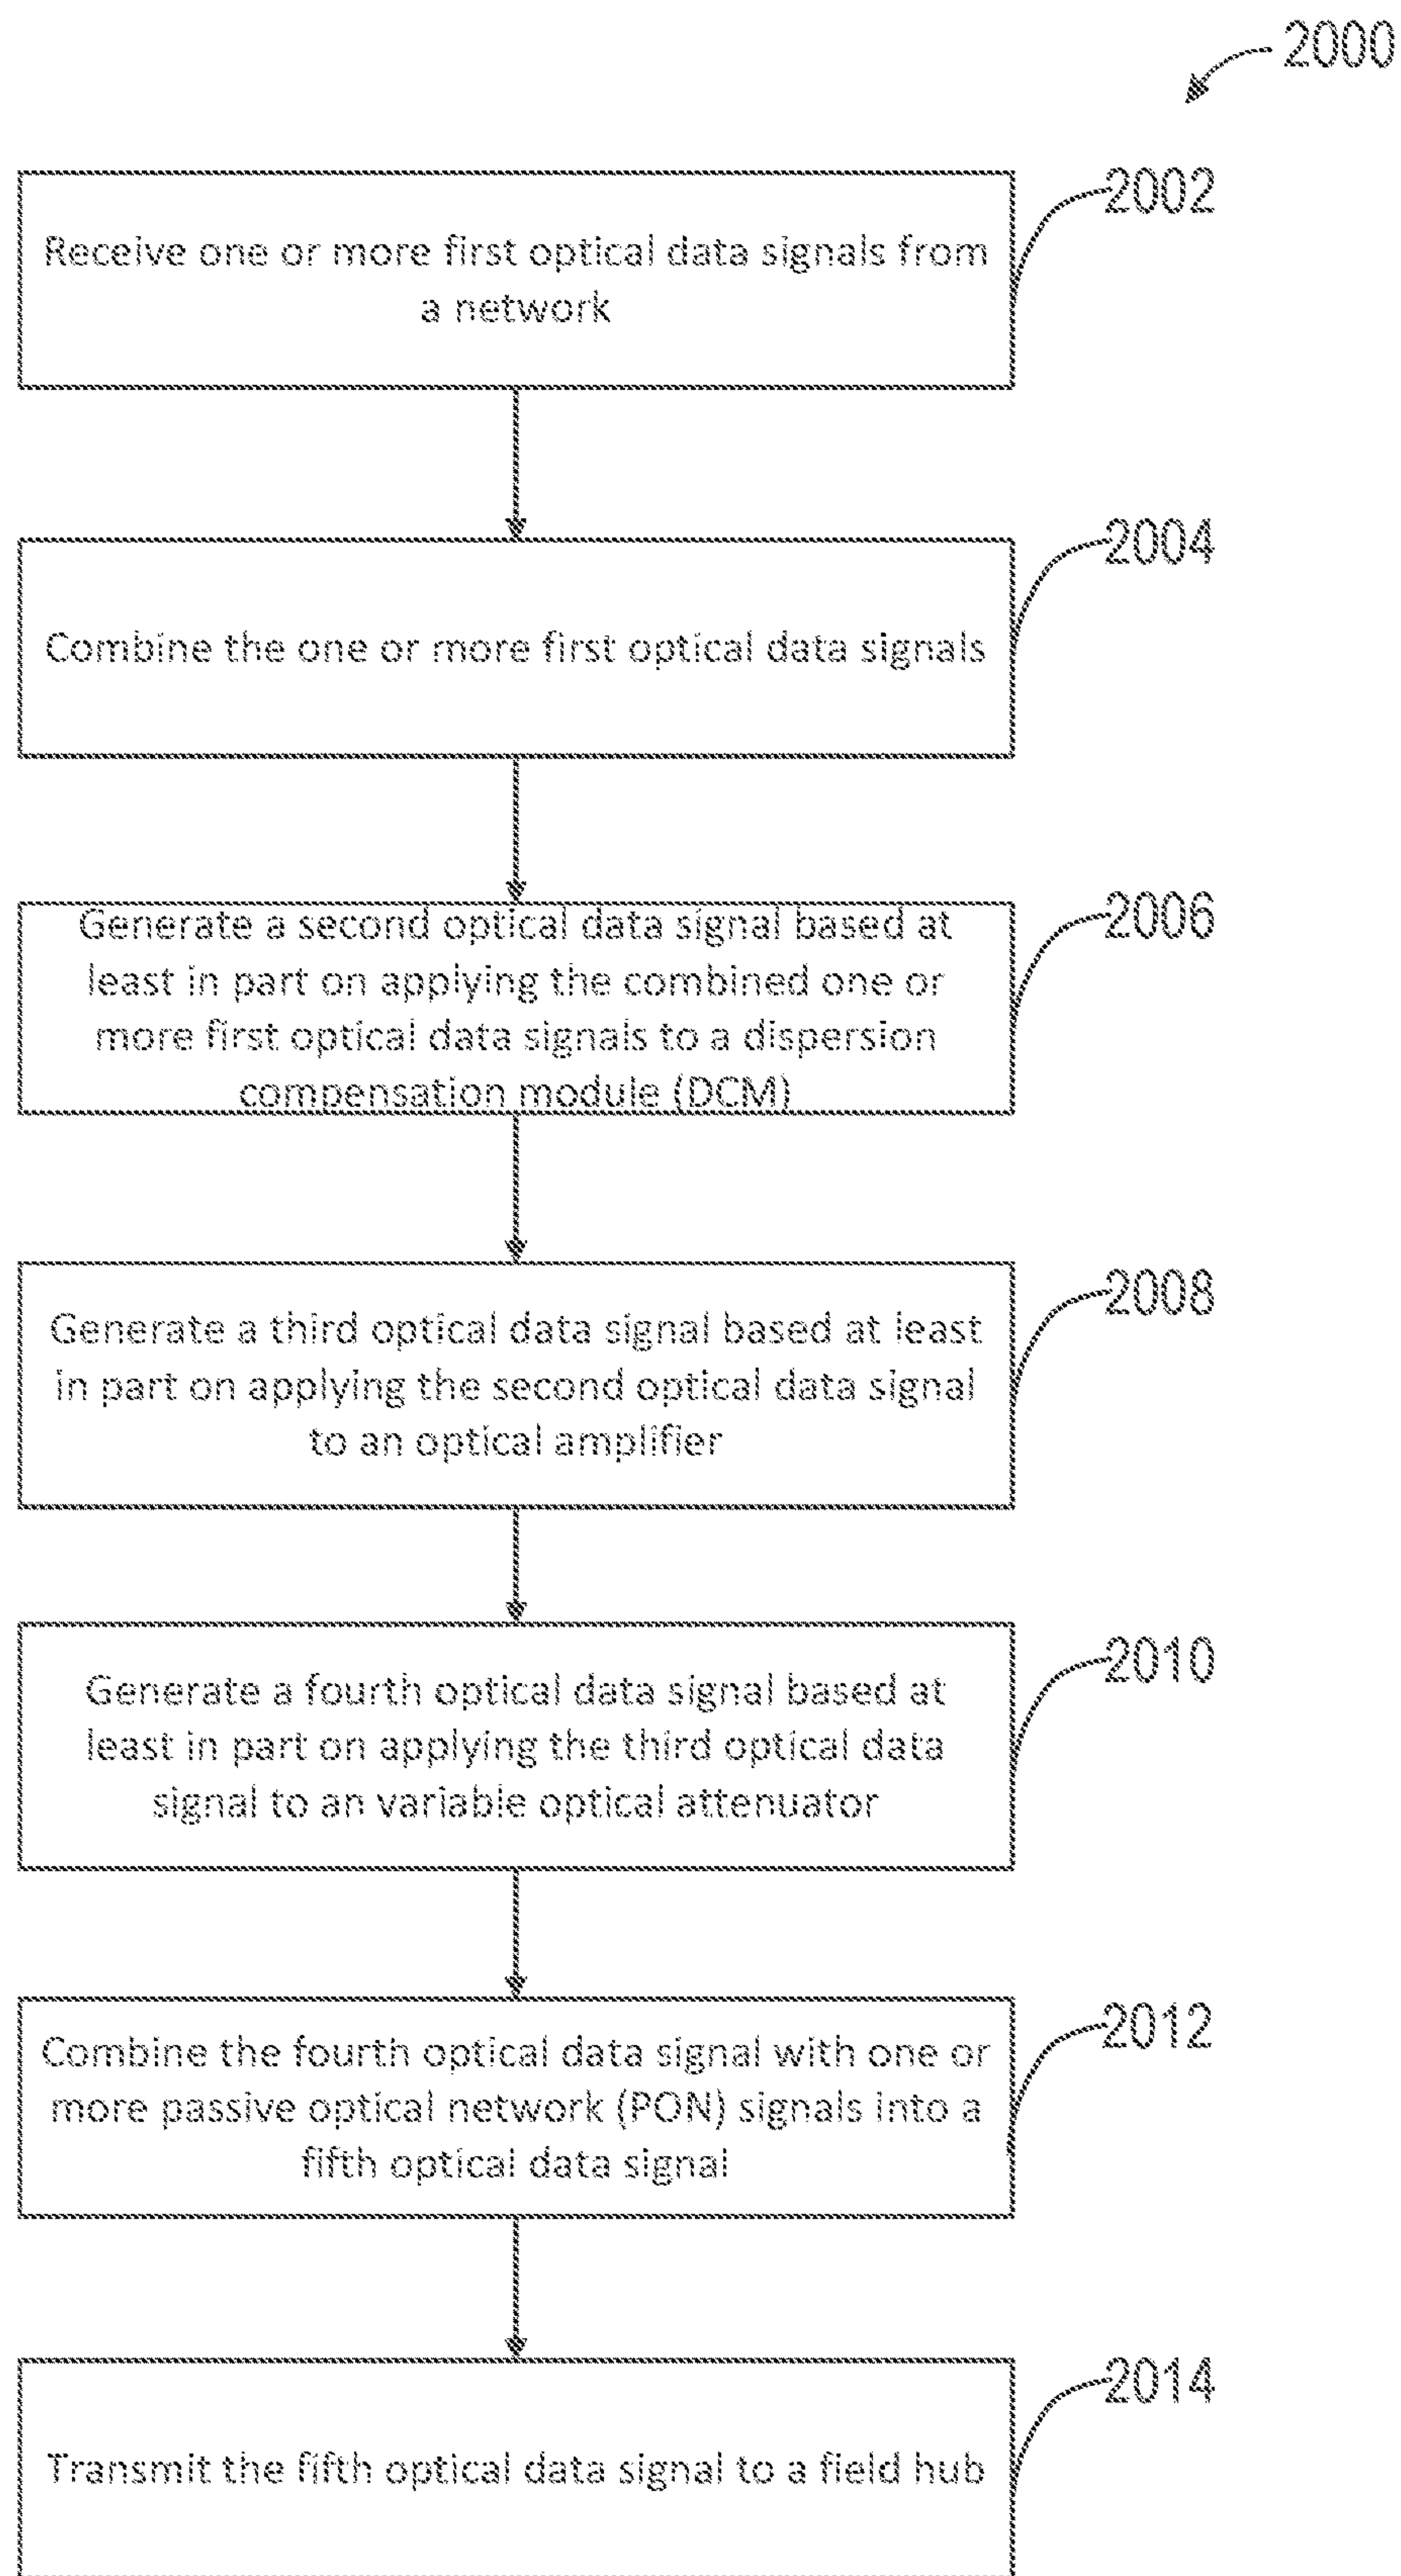 2000
2002
Receive one or more first optical data signals from
a network
2004
Combine the one or more first optical data signals
2006
Generate a second optical data signal based at
least in part on applying the combined one or
more first optical data signals to a dispersion
compensation module (DCM)
2008
Generate a third optical data signal based at least
in part on applying the second optical data signal
to an optical amplifier
2010
Generate a fourth optical data signal based at
least in part on applying the third optical data
signal to an variable optical attenuator
2012
Combine the fourth optical data signal with one or
more passive optical network (PON) signals into a
fifth optical data signal
2014
Transmit the fifth optical data signal to a field hub